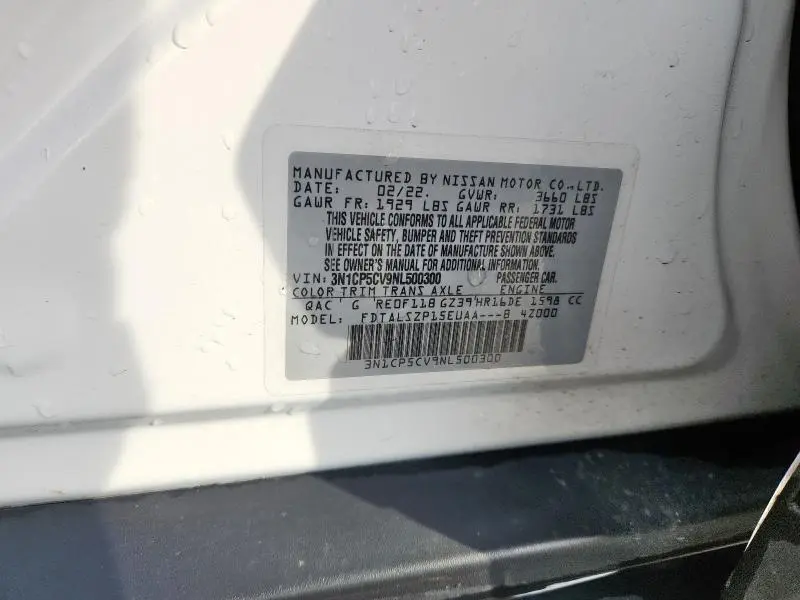 MANUFACTURED BY NISSAN MOTOR CO.,LTD.
DATE: 02/22. GVWR: 3660 LBS
GAWR FR: 1929 LBS GAWR RR: 1731 LBS
THIS VEHICLE CONFORMS TO ALL APPLICABLE FEDERAL MOTOR
VEHICLE SAFETY, BUMPER AND THEFT PREVENTION STANDARDS
IN EFFECT ON THE DATE OF MANUFACTURE SHOWN ABOVE.
SEE OWNER'S MANUAL FOR ADDITIONAL INFORMATION.
VIN: 3N1CP5CV9NL500300 PASSENGER CAR.
COLOR TRIM TRANS AXLE ENGINE
QAC G RE0F11B GZ39 HR16DE 1598 CC
MODEL: FDTALSZP15EUAA---B 4Z000
3N1CP5CV9NL500300